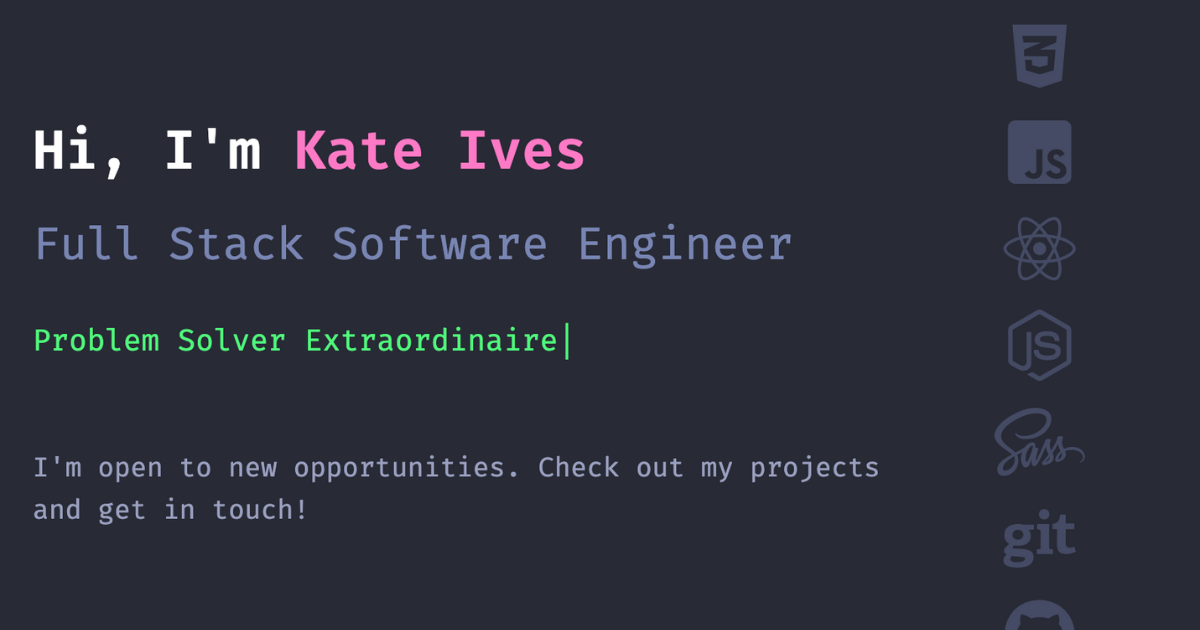 Hi, I'm Kate Ives
Full Stack Software Engineer
Problem Solver Extraordinaire
I'm open to new opportunities. Check out my projects
and get in touch!
3
JS
JS
Sass
git